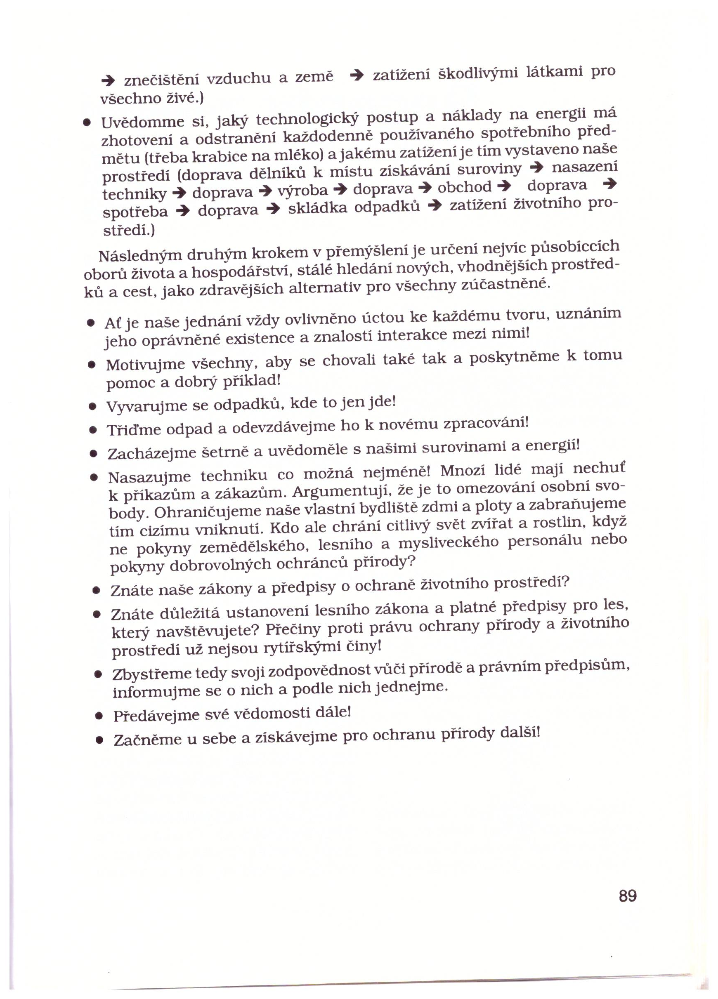 ➔ znečištění vzduchu a země ➔ zatížení škodlivými látkami pro
všechno živé.)
• Uvědomme si, jaký technologický postup a náklady na energii má
zhotovení a odstranění každodenně používaného spotřebního před-
mětu (třeba krabice na mléko) a jakému zatížení je tím vystaveno naše
prostředí (doprava dělníků k místu získávání suroviny ➔ nasazení
techniky ➔ doprava ➔ výroba ➔ doprava ➔ obchod ➔ doprava ➔
spotřeba ➔ doprava ➔ skládka odpadků ➔ zatížení životního pro-
středí.)
Následným druhým krokem v přemýšlení je určení nejvíc působíccích
oborů života a hospodářství, stálé hledání nových, vhodnějších prostřed-
ků a cest, jako zdravějších alternativ pro všechny zúčastněné.
• Ať je naše jednání vždy ovlivněno úctou ke každému tvoru, uznáním
jeho oprávněné existence a znalostí interakce mezi nimi!
• Motivujme všechny, aby se chovali také tak a poskytněme k tomu
pomoc a dobrý příklad!
• Vyvarujme se odpadků, kde to jen jde!
• Třiďme odpad a odevzdávejme ho k novému zpracování!
• Zacházejme šetrně a uvědoměle s našimi surovinami a energií!
• Nasazujme techniku co možná nejméně! Mnozí lidé mají nechuť
k příkazům a zákazům. Argumentují, že je to omezování osobní svo-
body. Ohraničujeme naše vlastní bydliště zdmi a ploty a zabraňujeme
tím cizímu vniknutí. Kdo ale chrání citlivý svět zvířat a rostlin, když
ne pokyny zemědělského, lesního a mysliveckého personálu nebo
pokyny dobrovolných ochránců přírody?
• Znáte naše zákony a předpisy o ochraně životního prostředí?
• Znáte důležitá ustanovení lesního zákona a platné předpisy pro les,
který navštěvujete? Přečiny proti právu ochrany přírody a životního
prostředí už nejsou rytířskými činy!
• Zbystřeme tedy svoji zodpovědnost vůči přírodě a právním předpisům,
informujme se o nich a podle nich jednejme.
• Předávejme své vědomosti dále!
• Začněme u sebe a získávejme pro ochranu přírody další!
89